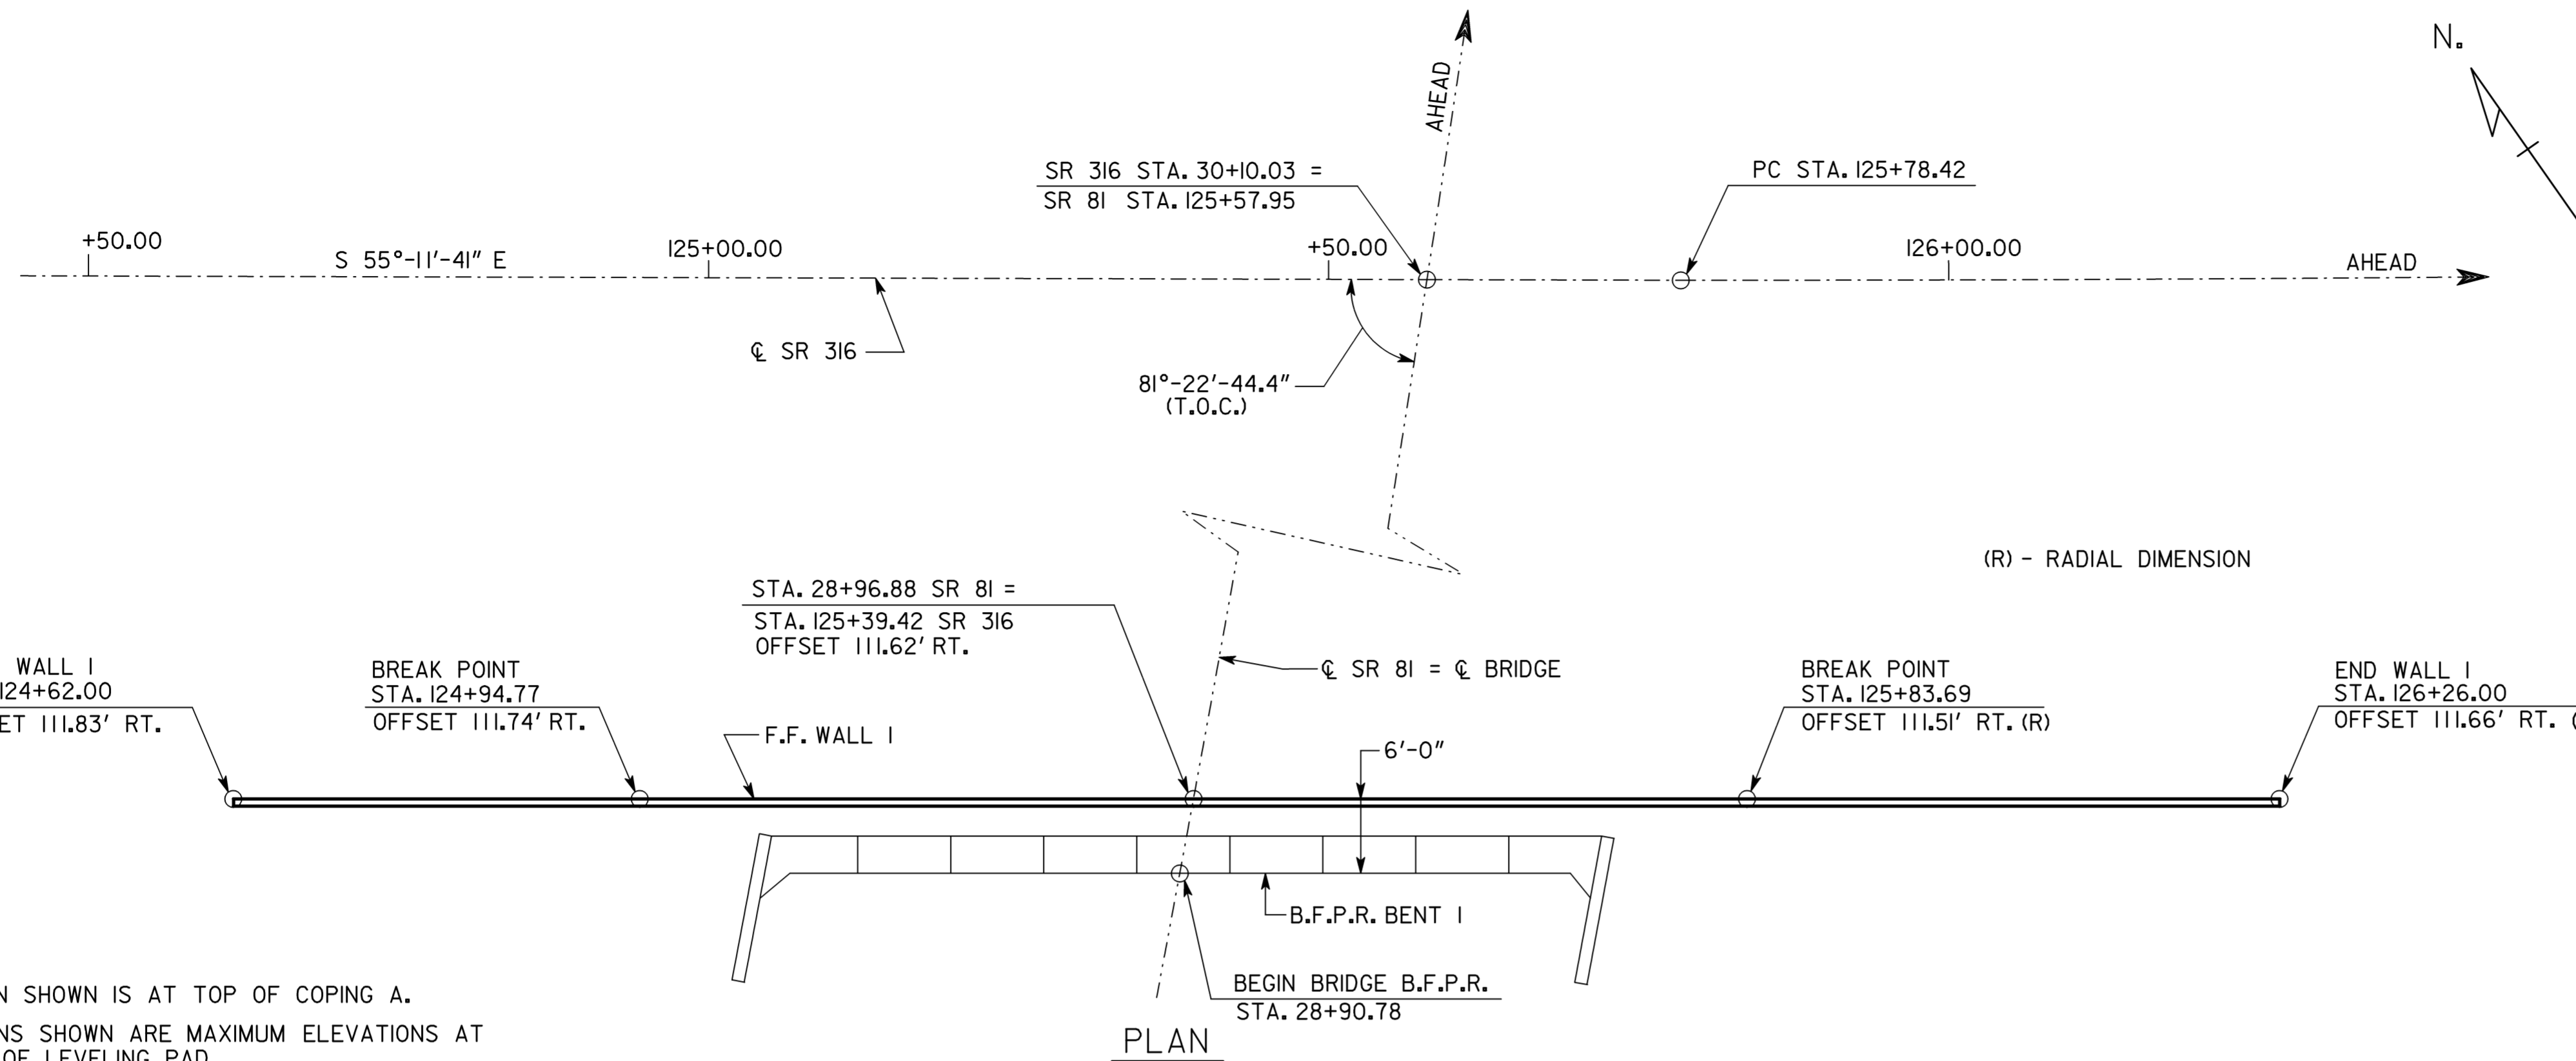 N.
AHEAD
SR 316 STA. 30+10.03 =
SR 81 STA. 125+57.95
PC STA. 125+78.42
+50.00
S 55°-11'-41" E
125+00.00
+50.00
126+00.00
AHEAD
℄ SR 316
81°-22'-44.4"
(T.O.C.)
(R) - RADIAL DIMENSION
STA. 28+96.88 SR 81 =
STA. 125+39.42 SR 316
OFFSET 111.62' RT.
℄ SR 81 = ℄ BRIDGE
WALL 1
124+62.00
ET 111.83' RT.
BREAK POINT
STA. 124+94.77
OFFSET 111.74' RT.
F.F. WALL 1
6'-0"
BREAK POINT
STA. 125+83.69
OFFSET 111.51' RT. (R)
END WALL 1
STA. 126+26.00
OFFSET 111.66' RT. (
B.F.P.R. BENT 1
BEGIN BRIDGE B.F.P.R.
STA. 28+90.78
N SHOWN IS AT TOP OF COPING A.
NS SHOWN ARE MAXIMUM ELEVATIONS AT
OF LEVELING PAD
PLAN